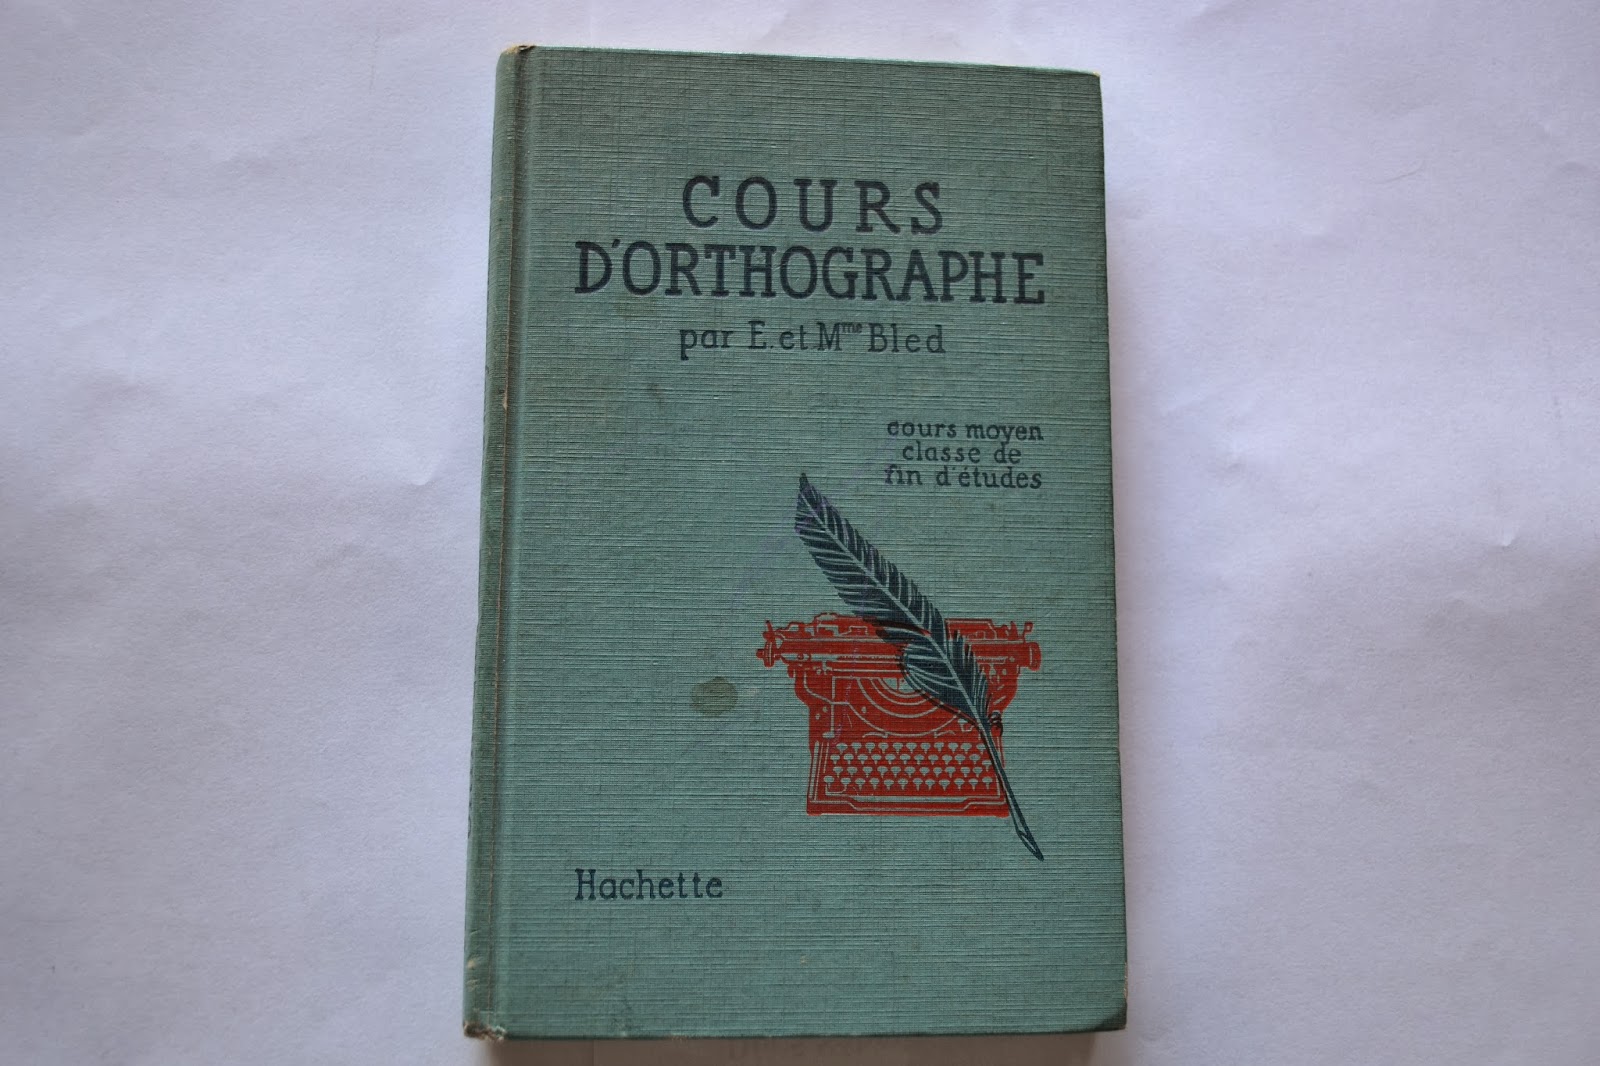 COURS
D'ORTHOGRAPHE
par E. et Mme Bled
cours moyen
classe de
fin d'études
Hachette